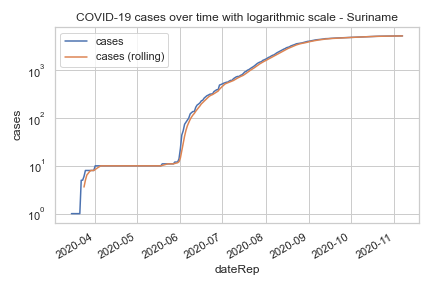 COVID-19 cases over time with logarithmic scale - Suriname
cases
cases (rolling)
10³
10²
10¹
10⁰
cases
2020-04
2020-05
2020-06
2020-07
2020-08
2020-09
2020-10
2020-11
dateRep